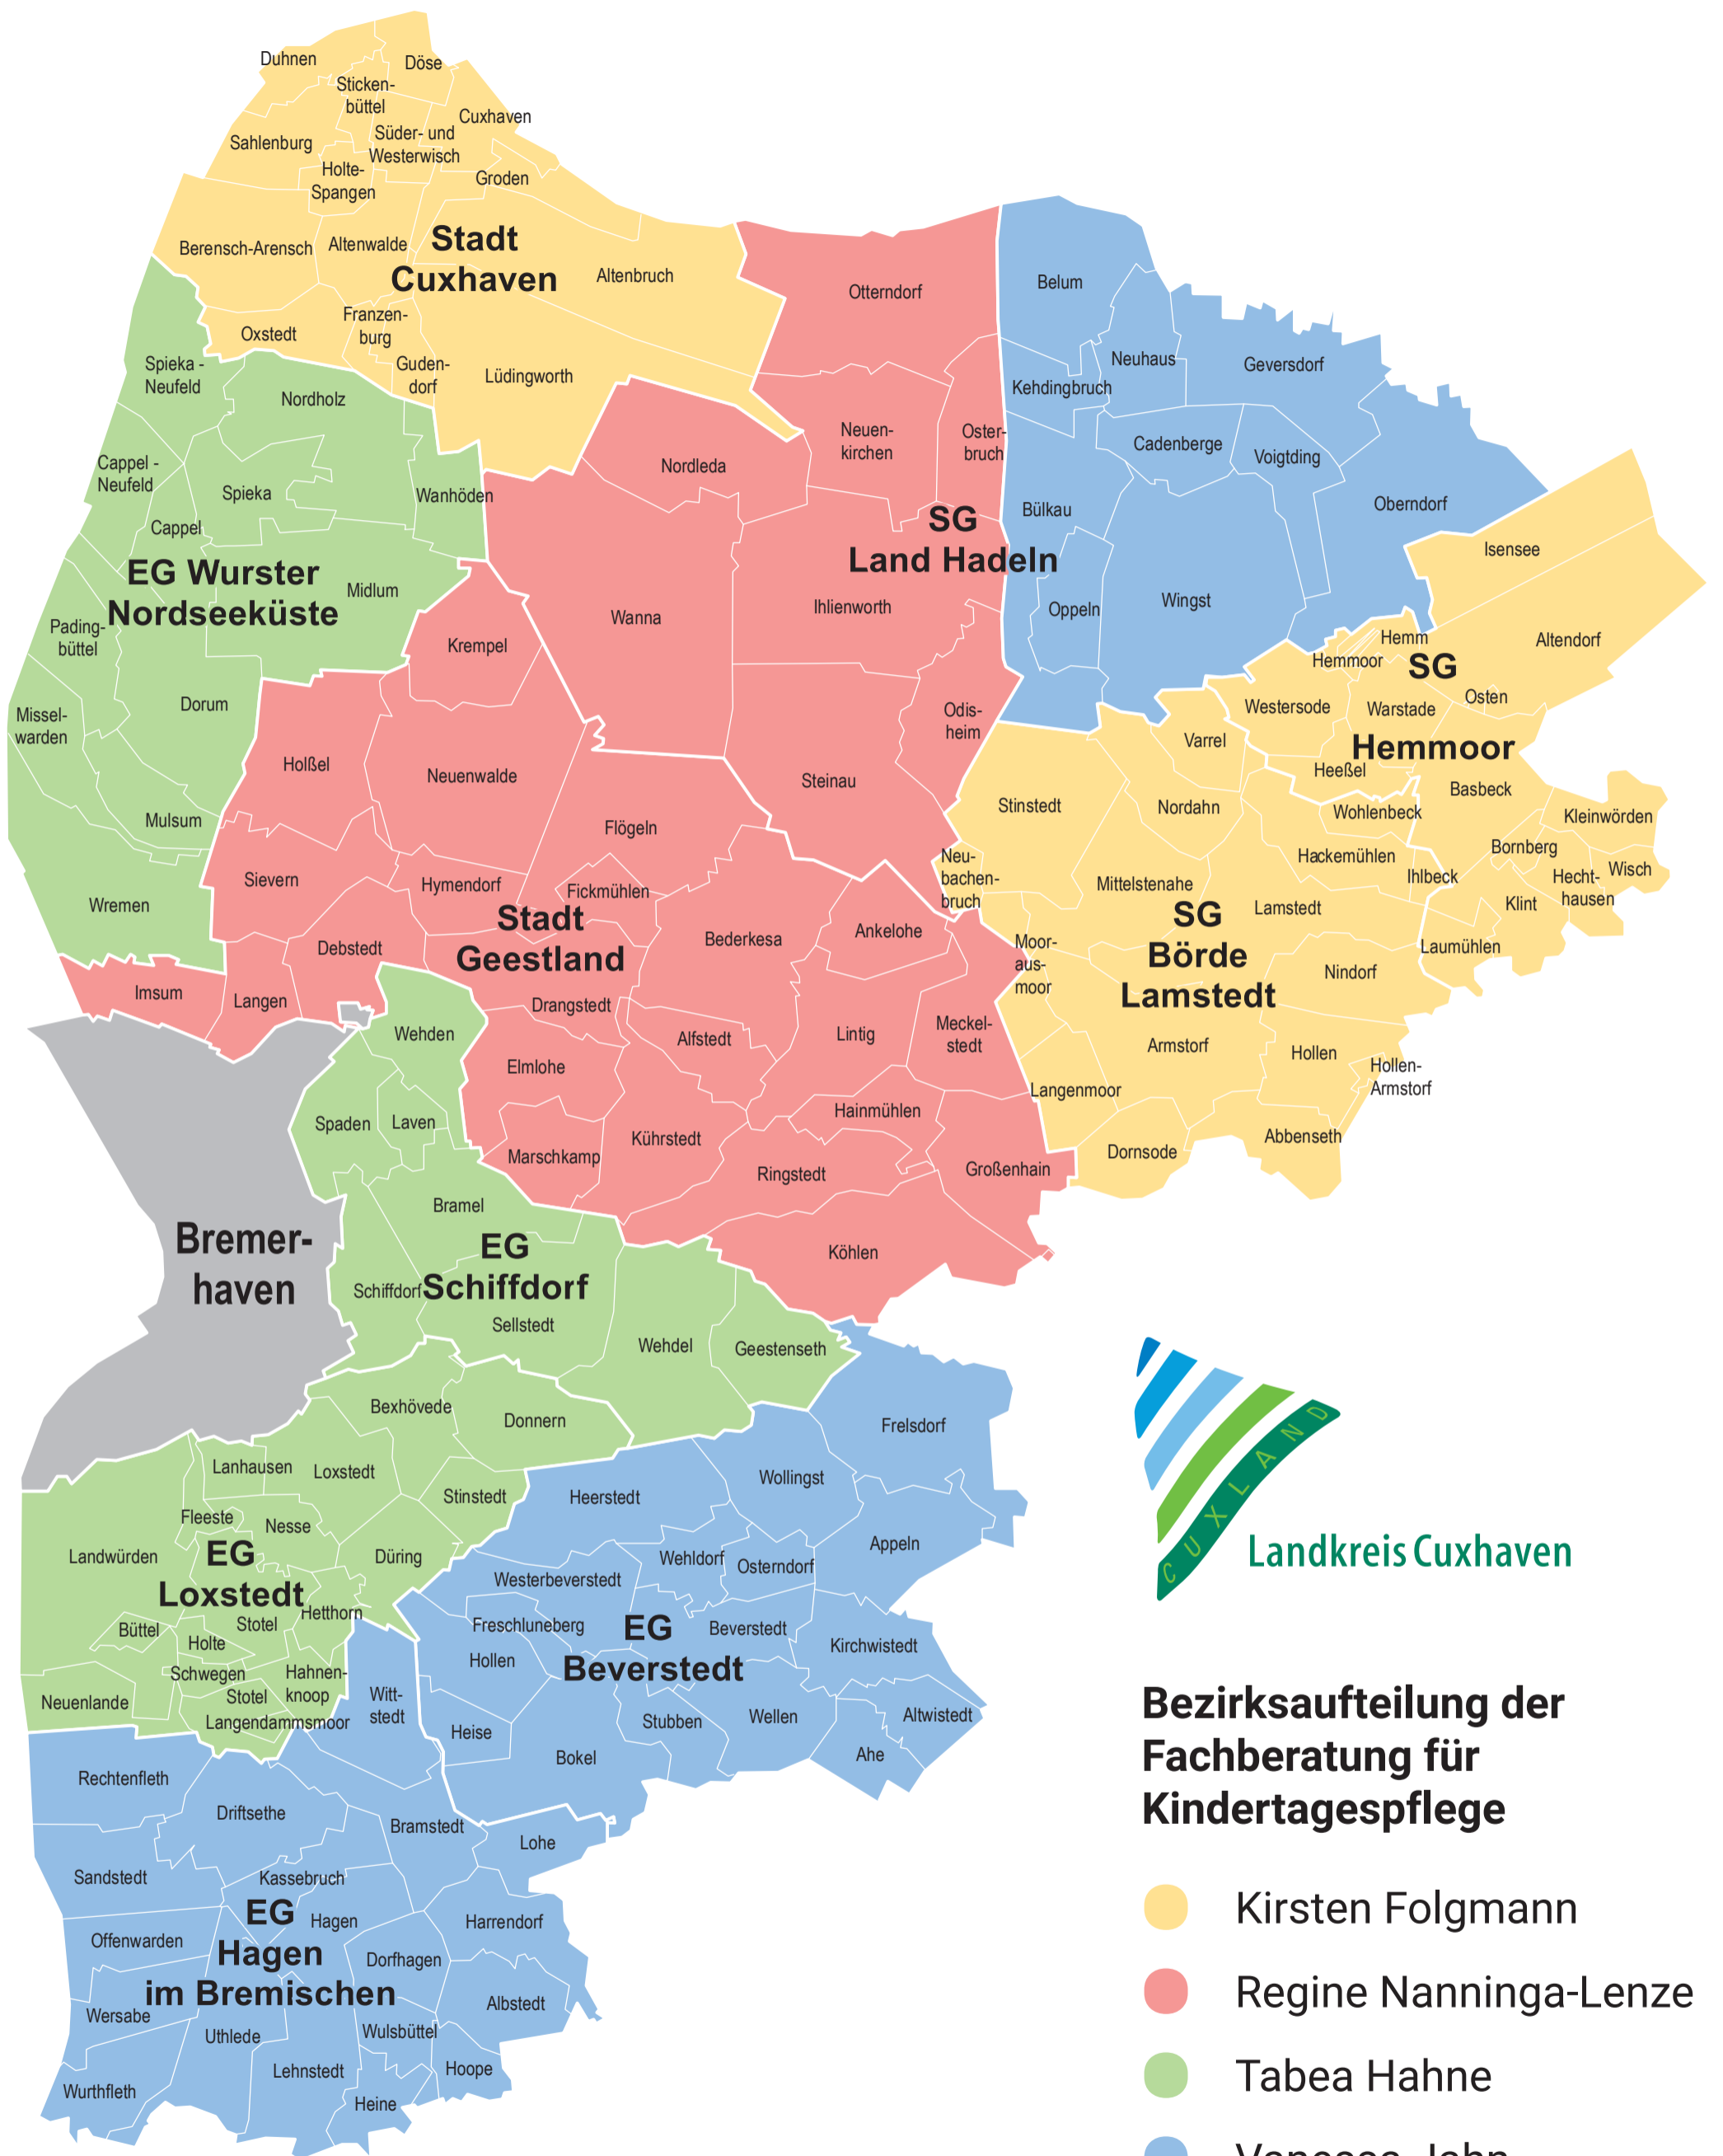 Duhnen
Döse
Sticken-
büttel
Cuxhaven
Sahlenburg
Süder- und
Westerwisch
Holte-
Spangen
Groden
Berensch-Arensch
Altenwalde
Stadt
Cuxhaven
Altenbruch
Oxstedt
Franzen-
burg
Guden-
dorf
Lüdingworth
Spieka -
Neufeld
Nordholz
Cappel -
Neufeld
Spieka
Wanhöden
Cappel
EG Wurster
Nordseeküste
Midlum
Pading-
büttel
Dorum
Missel-
warden
Mulsum
Wremen
Otterndorf
Neuen-
kirchen
Oster-
bruch
Nordleda
SG
Land Hadeln
Wanna
Ihlienworth
Odis-
heim
Steinau
Belum
Neuhaus
Geversdorf
Kehdingbruch
Cadenberge
Voigtding
Bülkau
Oberndorf
Oppeln
Wingst
Isensee
Altendorf
Hemm
Hemmoor
SG
Hemmoor
Osten
Westersode
Warstade
Heeßel
Basbeck
Kleinwörden
Bornberg
Wisch
Hecht-
hausen
Klint
Laumühlen
Varrel
Stinstedt
Nordahn
Wohlenbeck
Hackemühlen
Ihlbeck
Neu-
bachen-
bruch
Mittelstenahe
Lamstedt
SG
Börde
Lamstedt
Moor-
aus-
moor
Nindorf
Armstorf
Hollen
Hollen-
Armstorf
Langenmoor
Abbenseth
Dornsode
Krempel
Holßel
Neuenwalde
Flögeln
Sievern
Hymendorf
Fickmühlen
Stadt
Geestland
Debstedt
Bederkesa
Ankelohe
Imsum
Langen
Drangstedt
Alfstedt
Lintig
Meckel-
stedt
Elmlohe
Hainmühlen
Marschkamp
Kührstedt
Ringstedt
Großenhain
Köhlen
Wehden
Spaden
Laven
Bramel
EG
Schiffdorf
Schiffdorf
Sellstedt
Wehdel
Geestenseth
Bremer-
haven
Bexhövede
Donnern
Lanhausen
Loxstedt
Stinstedt
Fleeste
Nesse
Landwürden
EG
Loxstedt
Düring
Hetthorn
Büttel
Stotel
Holte
Schwegen
Hahnen-
knoop
Neuenlande
Stotel
Langendammsmoor
Frelsdorf
Wollingst
Heerstedt
Appeln
Wehldorf
Osterndorf
Westerbeverstedt
Freschluneberg
EG
Beverstedt
Beverstedt
Kirchwistedt
Hollen
Heise
Stubben
Wellen
Altwistedt
Ahe
Bokel
Witt-
stedt
Rechtenfleth
Driftsethe
Bramstedt
Lohe
Sandstedt
Kassebruch
EG
Hagen
im Bremischen
Hagen
Harrendorf
Offenwarden
Dorfhagen
Albstedt
Wersabe
Uthlede
Wulsbüttel
Lehnstedt
Hoope
Wurthfleth
Heine
CUXLAND
Landkreis Cuxhaven
Bezirksaufteilung der
Fachberatung für
Kindertagespflege
Kirsten Folgmann
Regine Nanninga-Lenze
Tabea Hahne